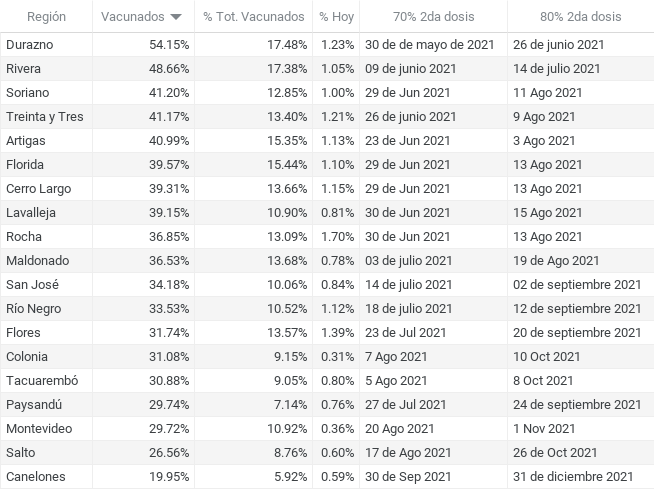 Región Vacunados % Tot. Vacunados % Hoy 70% 2da dosis 80% 2da dosis
Durazno 54.15% 17.48% 1.23% 30 de de mayo de 2021 26 de junio 2021
Rivera 48.66% 17.38% 1.05% 09 de junio 2021 14 de julio 2021
Soriano 41.20% 12.85% 1.00% 29 de Jun 2021 11 Ago 2021
Treinta y Tres 41.17% 13.40% 1.21% 26 de junio 2021 9 Ago 2021
Artigas 40.99% 15.35% 1.13% 23 de Jun 2021 3 Ago 2021
Florida 39.57% 15.44% 1.10% 29 de Jun 2021 13 Ago 2021
Cerro Largo 39.31% 13.66% 1.15% 29 de Jun 2021 13 Ago 2021
Lavalleja 39.15% 10.90% 0.81% 30 de Jun 2021 15 Ago 2021
Rocha 36.85% 13.09% 1.70% 30 de Jun 2021 13 Ago 2021
Maldonado 36.53% 13.68% 0.78% 03 de julio 2021 19 de Ago 2021
San José 34.18% 10.06% 0.84% 14 de julio 2021 02 de septiembre 2021
Río Negro 33.53% 10.52% 1.12% 18 de julio 2021 12 de septiembre 2021
Flores 31.74% 13.57% 1.39% 23 de Jul 2021 20 de septiembre 2021
Colonia 31.08% 9.15% 0.31% 7 Ago 2021 10 Oct 2021
Tacuarembó 30.88% 9.05% 0.80% 5 Ago 2021 8 Oct 2021
Paysandú 29.74% 7.14% 0.76% 27 de Jul 2021 24 de septiembre 2021
Montevideo 29.72% 10.92% 0.36% 20 Ago 2021 1 Nov 2021
Salto 26.56% 8.76% 0.60% 17 de Ago 2021 26 de Oct 2021
Canelones 19.95% 5.92% 0.59% 30 de Sep 2021 31 de diciembre 2021